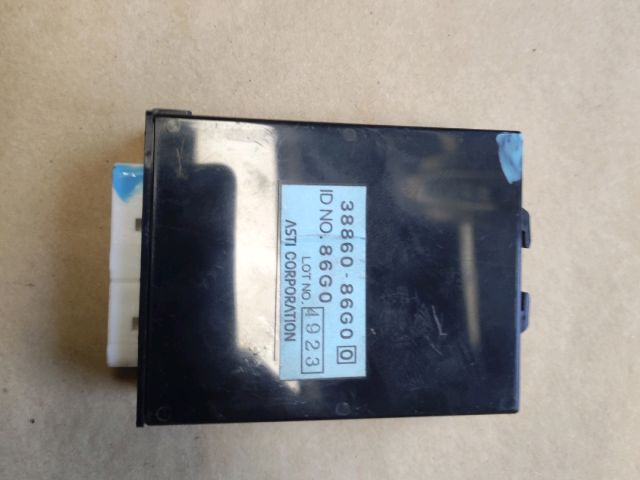 38860-86G0 0
ID NO. 86G0
LOT NO. 4923
ASTI CORPORATION